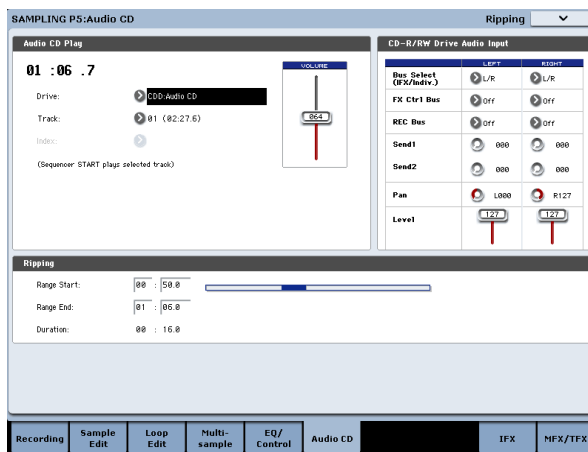 SAMPLING P5:Audio CD
Ripping
Audio CD Play
01 :06 .7
VOLUME
Drive: CDD:Audio CD
064
Track: 01 (02:27.6)
Index:
(Sequencer START plays selected track)
CD-R/RW Drive Audio Input
LEFT RIGHT
Bus Select (IFX/Indiv.) L/R L/R
FX Ctrl Bus Off Off
REC Bus Off Off
Send1 000 000
Send2 000 000
Pan L000 R127
Level 127 127
Ripping
Range Start: 00 : 50.0
Range End: 01 : 06.0
Duration: 00 : 16.0
Recording Sample Edit Loop Edit Multi-sample EQ/Control Audio CD IFX MFX/TFX